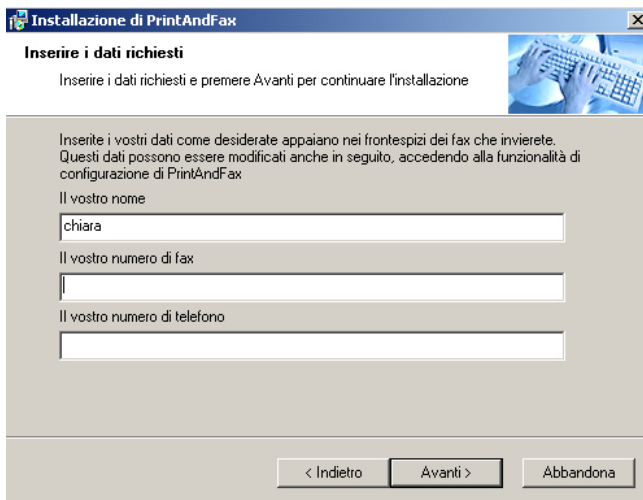 Installazione di PrintAndFax
Inserire i dati richiesti
Inserire i dati richiesti e premere Avanti per continuare l'installazione
Inserite i vostri dati come desiderate appaiano nei frontespizi dei fax che invierete.
Questi dati possono essere modificati anche in seguito, accedendo alla funzionalità di
configurazione di PrintAndFax
Il vostro nome
chiara
Il vostro numero di fax
Il vostro numero di telefono
< Indietro
Avanti >
Abbandona